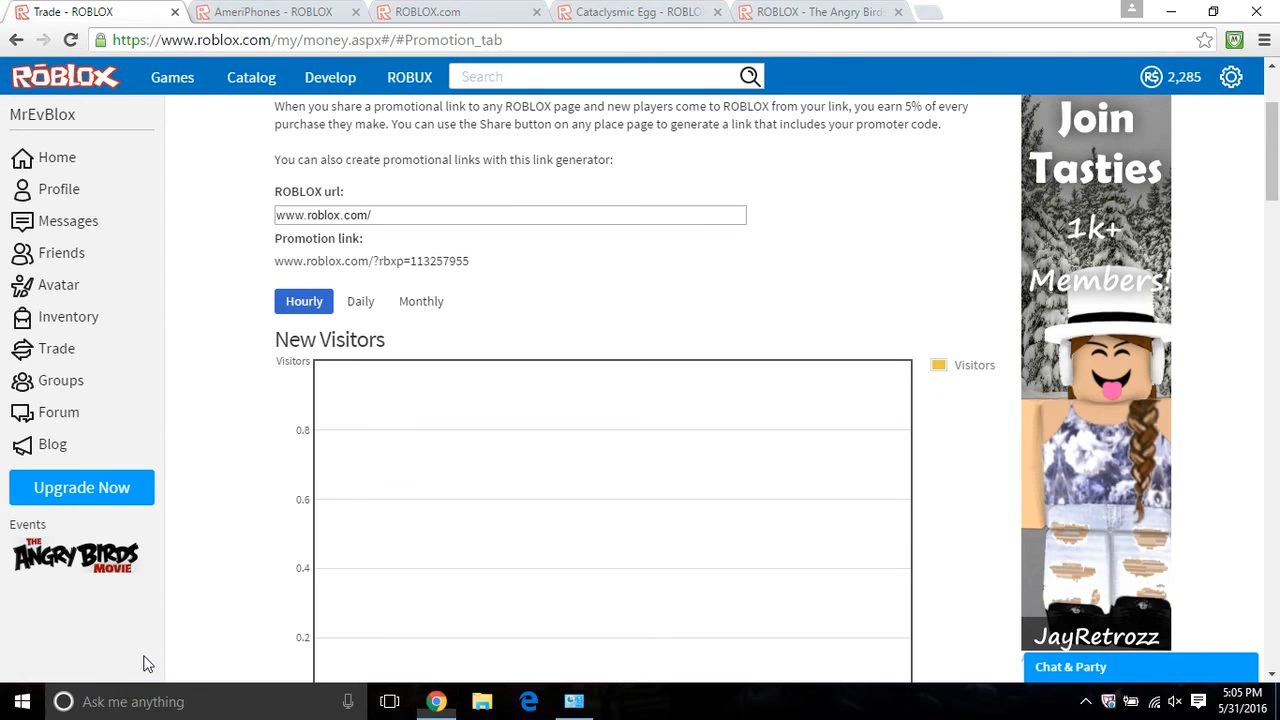 Trade - ROBLOX
AmeriPhones - ROBLOX
ROBLOX.com
Cataclysmic Egg - ROBLOX
ROBLOX - The Angry Birds
https://www.roblox.com/my/money.aspx#/#Promotion_tab
ROBLOX
Games
Catalog
Develop
ROBUX
Search
R$
2,285
MrEvBlox
Home
Profile
Messages
Friends
Avatar
Inventory
Trade
Groups
Forum
Blog
Upgrade Now
Events
THE
ANGRY BIRDS
MOVIE
When you share a promotional link to any ROBLOX page and new players come to ROBLOX from your link, you earn 5% of every
purchase they make. You can use the Share button on any place page to generate a link that includes your promoter code.
You can also create promotional links with this link generator:
ROBLOX url:
www.roblox.com/
Promotion link:
www.roblox.com/?rbxp=113257955
Hourly
Daily
Monthly
New Visitors
Visitors
0.8
0.6
0.4
0.2
Visitors
Join
Tasties
1k+
Members!
JayRetrozz
Chat & Party
Ask me anything
5:05 PM
5/31/2016